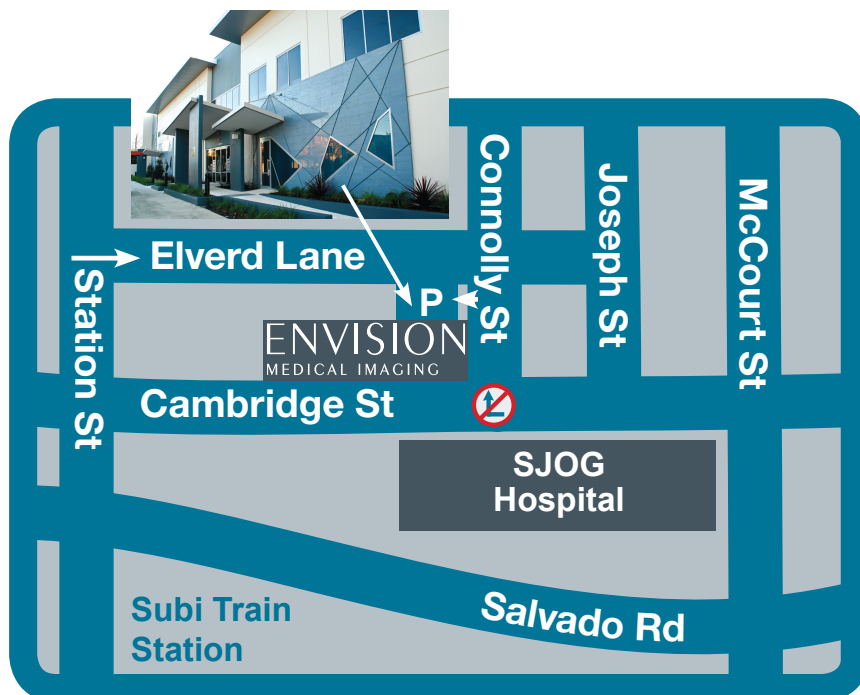 Connolly St
Joseph St
McCourt St
Elverd Lane
Station St
P
ENVISION
MEDICAL IMAGING
Cambridge St
SJOG
Hospital
Salvado Rd
Subi Train
Station